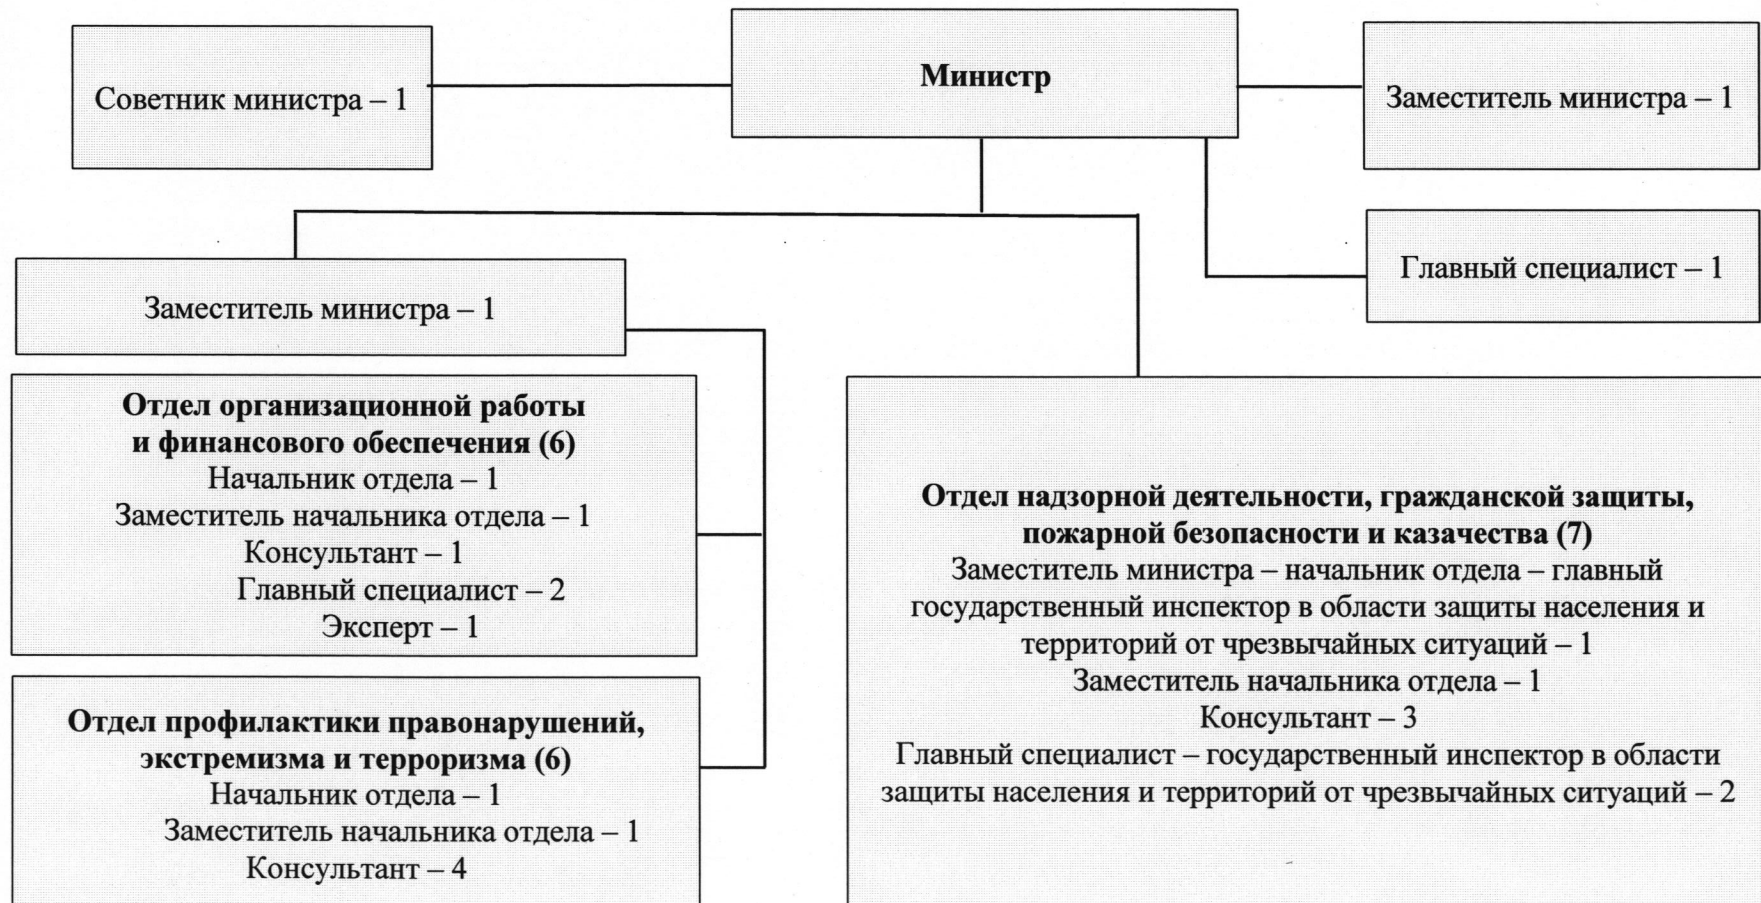 Министр
Советник министра – 1
Заместитель министра – 1
Главный специалист – 1
Заместитель министра – 1
Отдел организационной работы
и финансового обеспечения (6)
Начальник отдела – 1
Заместитель начальника отдела – 1
Консультант – 1
Главный специалист – 2
Эксперт – 1
Отдел профилактики правонарушений,
экстремизма и терроризма (6)
Начальник отдела – 1
Заместитель начальника отдела – 1
Консультант – 4
Отдел надзорной деятельности, гражданской защиты,
пожарной безопасности и казачества (7)
Заместитель министра – начальник отдела – главный
государственный инспектор в области защиты населения и
территорий от чрезвычайных ситуаций – 1
Заместитель начальника отдела – 1
Консультант – 3
Главный специалист – государственный инспектор в области
защиты населения и территорий от чрезвычайных ситуаций – 2